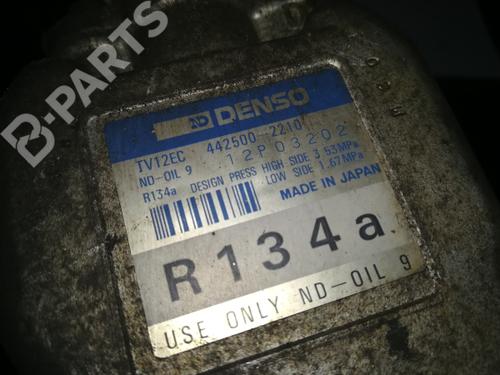 B-PARTS
ND DENSO
TV12EC 442500-2210
ND-OIL 9 12P03202
R134a DESIGN PRESS HIGH SIDE 3.53MPa
LOW SIDE 1.67MPa
MADE IN JAPAN
R134a
USE ONLY ND-OIL 9